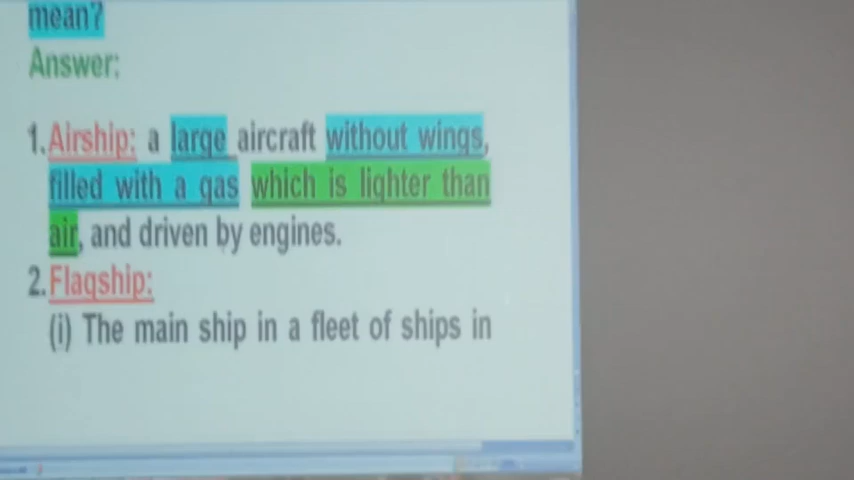 mean?
Answer:
1. Airship: a large aircraft without wings,
filled with a gas which is lighter than
air, and driven by engines.
2. Flagship:
(i) The main ship in a fleet of ships in